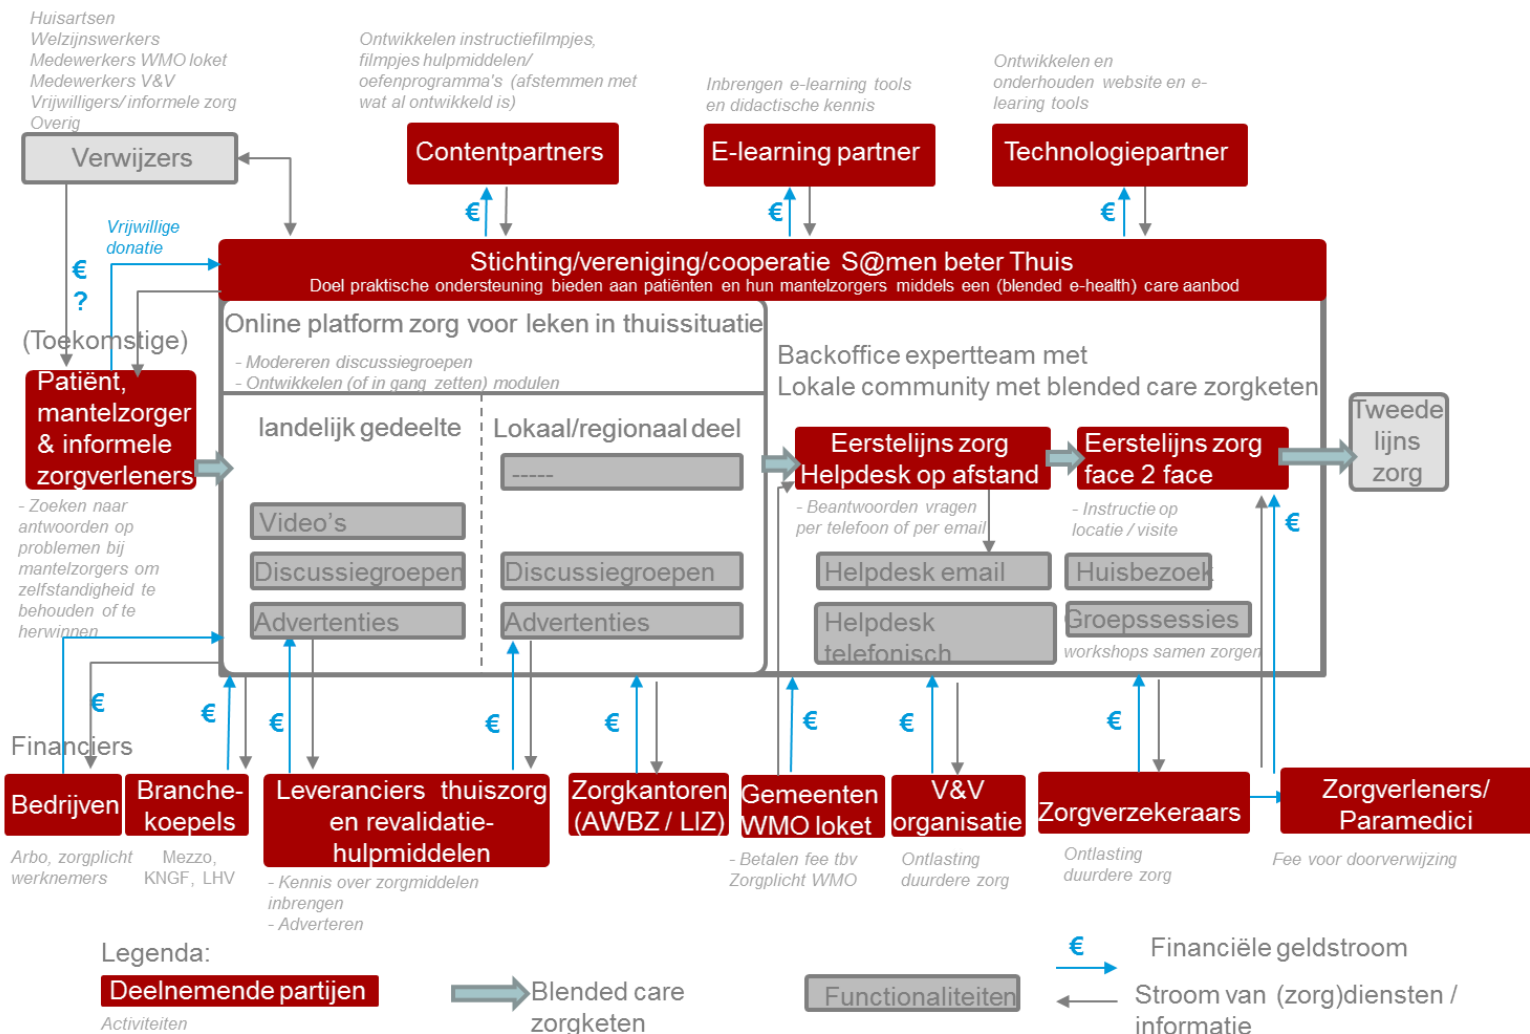 Huisartsen
Welzijnswerkers
Medewerkers WMO loket
Medewerkers V&V
Vrijwilligers/ informele zorg
Overig
Verwijzers
Ontwikkelen instructiefilmpjes,
filmpjes hulpmiddelen/
oefenprogramma's (afstemmen met
wat al ontwikkeld is)
Contentpartners
Inbrengen e-learning tools
en didactische kennis
E-learning partner
Ontwikkelen en
onderhouden website en e-
learing tools
Technologiepartner
€
€
€
Vrijwillige
donatie
€
?
Stichting/vereniging/cooperatie S@men beter Thuis
Doel praktische ondersteuning bieden aan patiënten en hun mantelzorgers middels een (blended e-health) care aanbod
(Toekomstige)
Patiënt,
mantelzorger
& informele
zorgverleners
- Zoeken naar
antwoorden op
problemen bij
mantelzorgers om
zelfstandigheid te
behouden of te
herwinnen
Online platform zorg voor leken in thuissituatie
- Modereren discussiegroepen
- Ontwikkelen (of in gang zetten) modulen
landelijk gedeelte
Video's
Discussiegroepen
Advertenties
Lokaal/regionaal deel
-----
Discussiegroepen
Advertenties
Backoffice expertteam met
Lokale community met blended care zorgketen
Eerstelijns zorg
Helpdesk op afstand
- Beantwoorden vragen
per telefoon of per email
Helpdesk email
Helpdesk
telefonisch
Eerstelijns zorg
face 2 face
- Instructie op
locatie / visite
Huisbezoek
Groepssessies
workshops samen zorgen
Tweede
lijns
zorg
€
€
€
€
€
€
€
€
€
Financiers
Bedrijven
Arbo, zorgplicht
werknemers
Branche-
koepels
Mezzo,
KNGF, LHV
Leveranciers thuiszorg
en revalidatie-
hulpmiddelen
- Kennis over zorgmiddelen
inbrengen
- Adverteren
Zorgkantoren
(AWBZ / LIZ)
Gemeenten
WMO loket
- Betalen fee tbv
Zorgplicht WMO
V&V
organisatie
Ontlasting
duurdere zorg
Zorgverzekeraars
Ontlasting
duurdere zorg
Zorgverleners/
Paramedici
Fee voor doorverwijzing
Legenda:
Deelnemende partijen
Activiteiten
Blended care
zorgketen
Functionaliteiten
€
Financiële geldstroom
Stroom van (zorg)diensten /
informatie